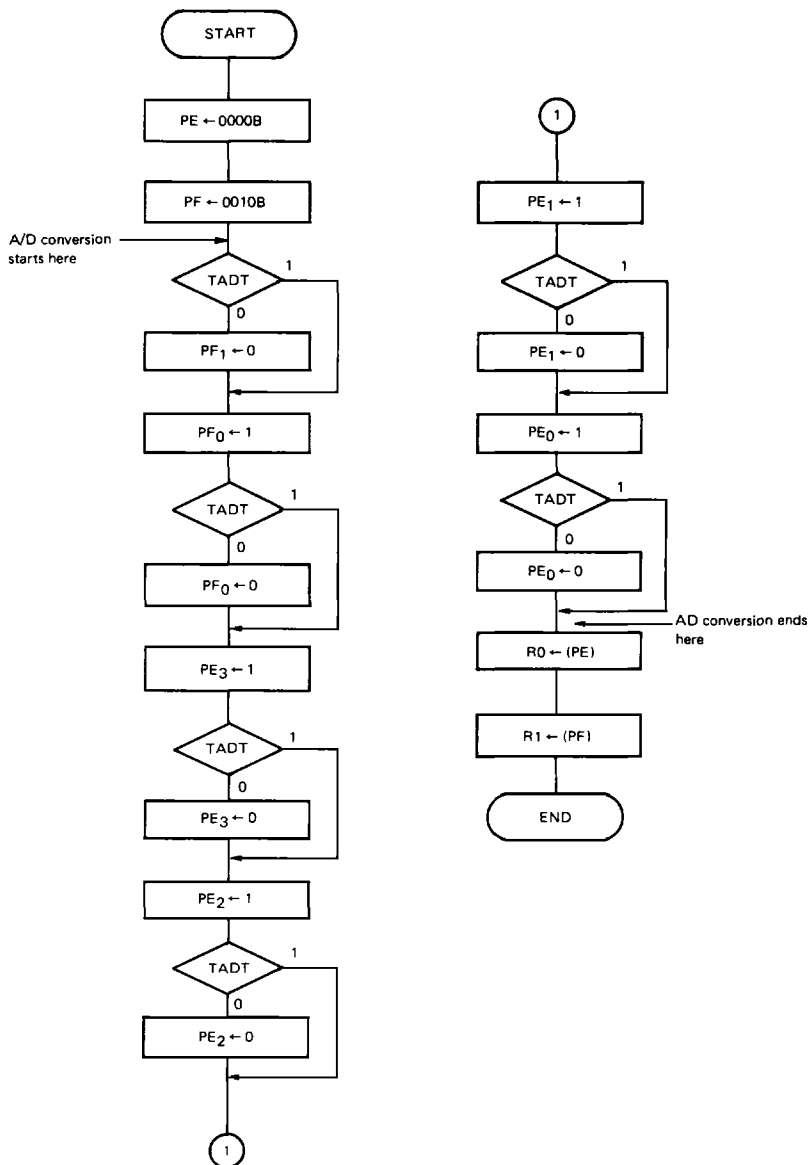 START
PE ← 0000B
PF ← 0010B
A/D conversion
starts here
TADT
1
0
PF₁ ← 0
PF₀ ← 1
TADT
1
0
PF₀ ← 0
PE₃ ← 1
TADT
1
0
PE₃ ← 0
PE₂ ← 1
TADT
1
0
PE₂ ← 0
1
1
PE₁ ← 1
TADT
1
0
PE₁ ← 0
PE₀ ← 1
TADT
1
0
PE₀ ← 0
AD conversion ends
here
R0 ← (PE)
R1 ← (PF)
END